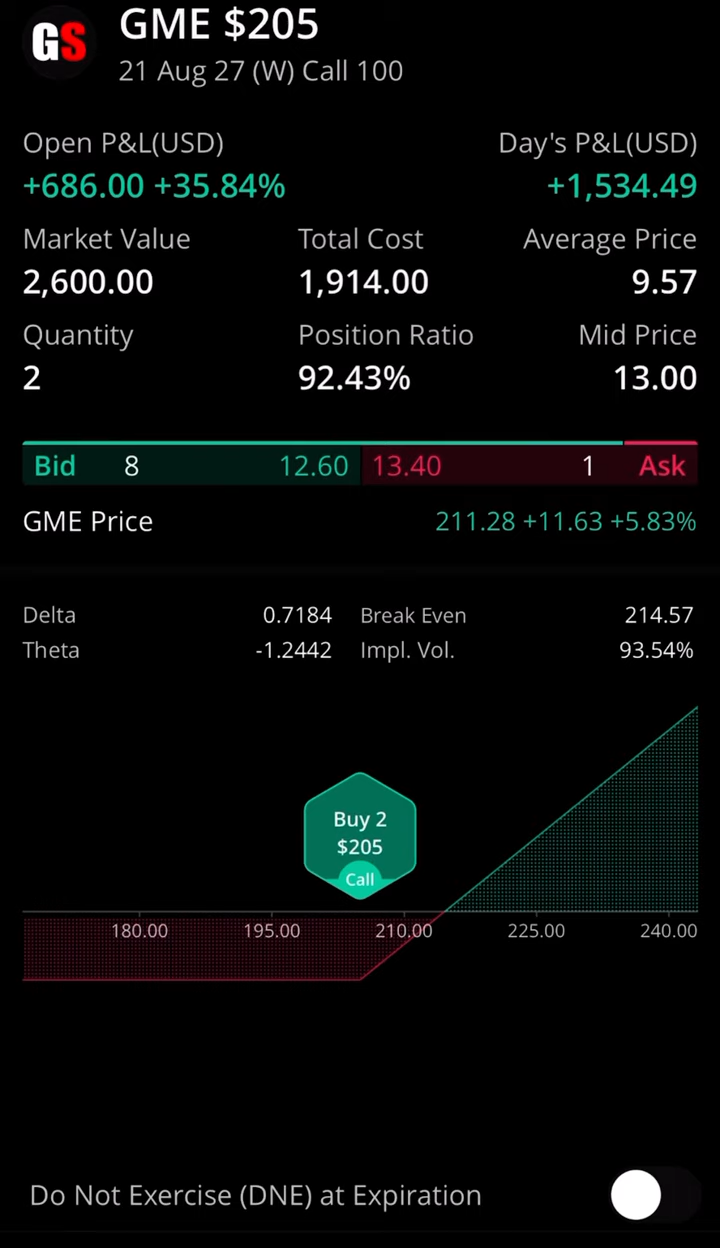 GS
GME $205
21 Aug 27 (W) Call 100
Open P&L(USD) Day's P&L(USD)
+686.00 +35.84% +1,534.49
Market Value Total Cost Average Price
2,600.00 1,914.00 9.57
Quantity Position Ratio Mid Price
2 92.43% 13.00
Bid 8 12.60 13.40 1 Ask
GME Price 211.28 +11.63 +5.83%
Delta 0.7184 Break Even 214.57
Theta -1.2442 Impl. Vol. 93.54%
Buy 2
$205
Call
180.00 195.00 210.00 225.00 240.00
Do Not Exercise (DNE) at Expiration